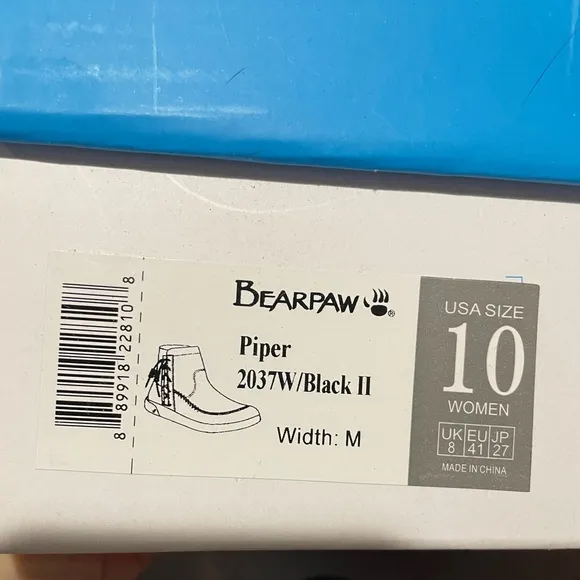 BEARPAW®
Piper
2037W/Black II
Width: M
8 89918 22810 8
USA SIZE
10
WOMEN
UK EU JP
8 41 27
MADE IN CHINA